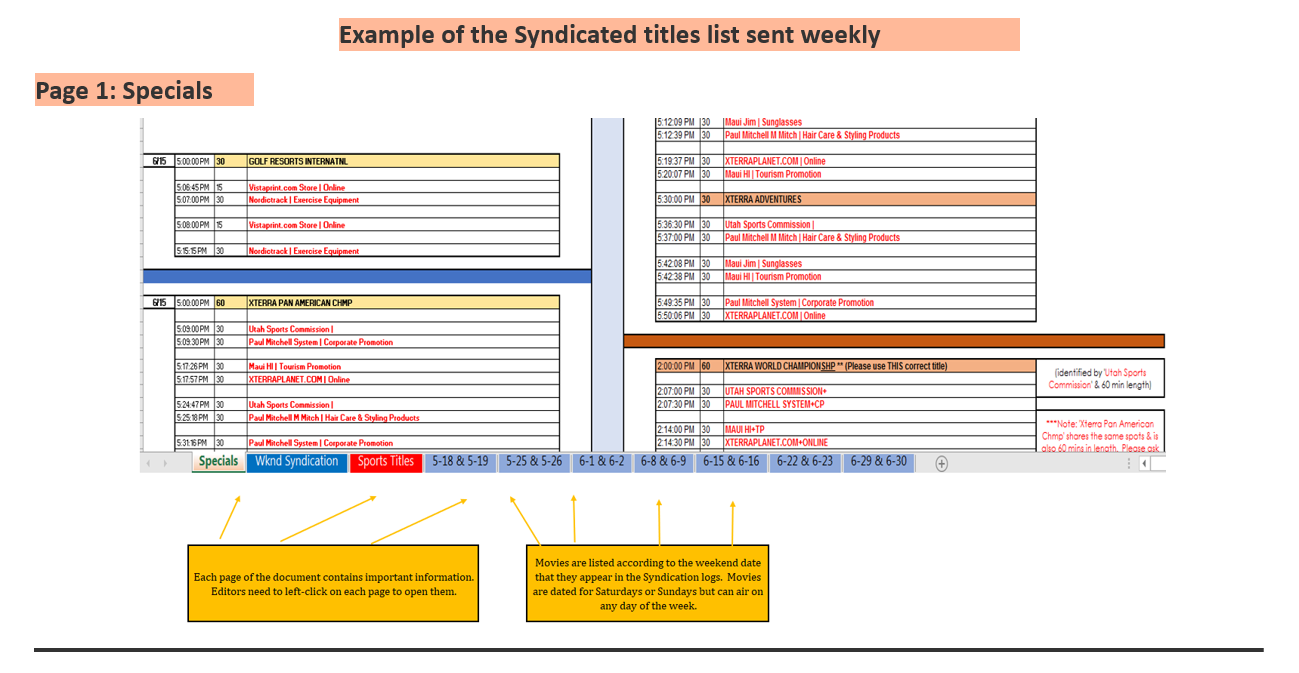 Example of the Syndicated titles list sent weekly
Page 1: Specials
6/15 5:00:00 PM 30 GOLF RESORTS INTERNATNL
5:06:45 PM 15 Vistaprint.com Store | Online
5:07:00 PM 30 Nordictrack | Exercise Equipment
5:08:00 PM 15 Vistaprint.com Store | Online
5:15:15 PM 30 Nordictrack | Exercise Equipment
6/15 5:00:00 PM 60 XTERRA PAN AMERICAN CHMP
5:09:00 PM 30 Utah Sports Commission |
5:09:30 PM 30 Paul Mitchell System | Corporate Promotion
5:17:26 PM 30 Maui HI | Tourism Promotion
5:17:57 PM 30 XTERRAPLANET.COM | Online
5:24:47 PM 30 Utah Sports Commission |
5:25:18 PM 30 Paul Mitchell M Mitch | Hair Care & Styling Products
5:31:16 PM 30 Paul Mitchell System | Corporate Promotion
5:12:09 PM 30 Maui Jim | Sunglasses
5:12:39 PM 30 Paul Mitchell M Mitch | Hair Care & Styling Products
5:19:37 PM 30 XTERRAPLANET.COM | Online
5:20:07 PM 30 Maui HI | Tourism Promotion
5:30:00 PM 30 XTERRA ADVENTURES
5:36:30 PM 30 Utah Sports Commission |
5:37:00 PM 30 Paul Mitchell M Mitch | Hair Care & Styling Products
5:42:08 PM 30 Maui Jim | Sunglasses
5:42:38 PM 30 Maui HI | Tourism Promotion
5:49:35 PM 30 Paul Mitchell System | Corporate Promotion
5:50:06 PM 30 XTERRAPLANET.COM | Online
2:00:00 PM 60 XTERRA WORLD CHAMPIONSHP ** (Please use THIS correct title)
2:07:00 PM 30 UTAH SPORTS COMMISSION+
2:07:30 PM 30 PAUL MITCHELL SYSTEM+CP
2:14:00 PM 30 MAUI HI+TP
2:14:30 PM 30 XTERRAPLANET.COM+ONLINE
(identified by 'Utah Sports
Commission' & 60 min length)
***Note: 'Xterra Pan American
Chmp' shares the same spots & is
also 60 mins in length. Please ask
Specials Wknd Syndication Sports Titles 5-18 & 5-19 5-25 & 5-26 6-1 & 6-2 6-8 & 6-9 6-15 & 6-16 6-22 & 6-23 6-29 & 6-30
Each page of the document contains important information.
Editors need to left-click on each page to open them.
Movies are listed according to the weekend date
that they appear in the Syndication logs. Movies
are dated for Saturdays or Sundays but can air on
any day of the week.